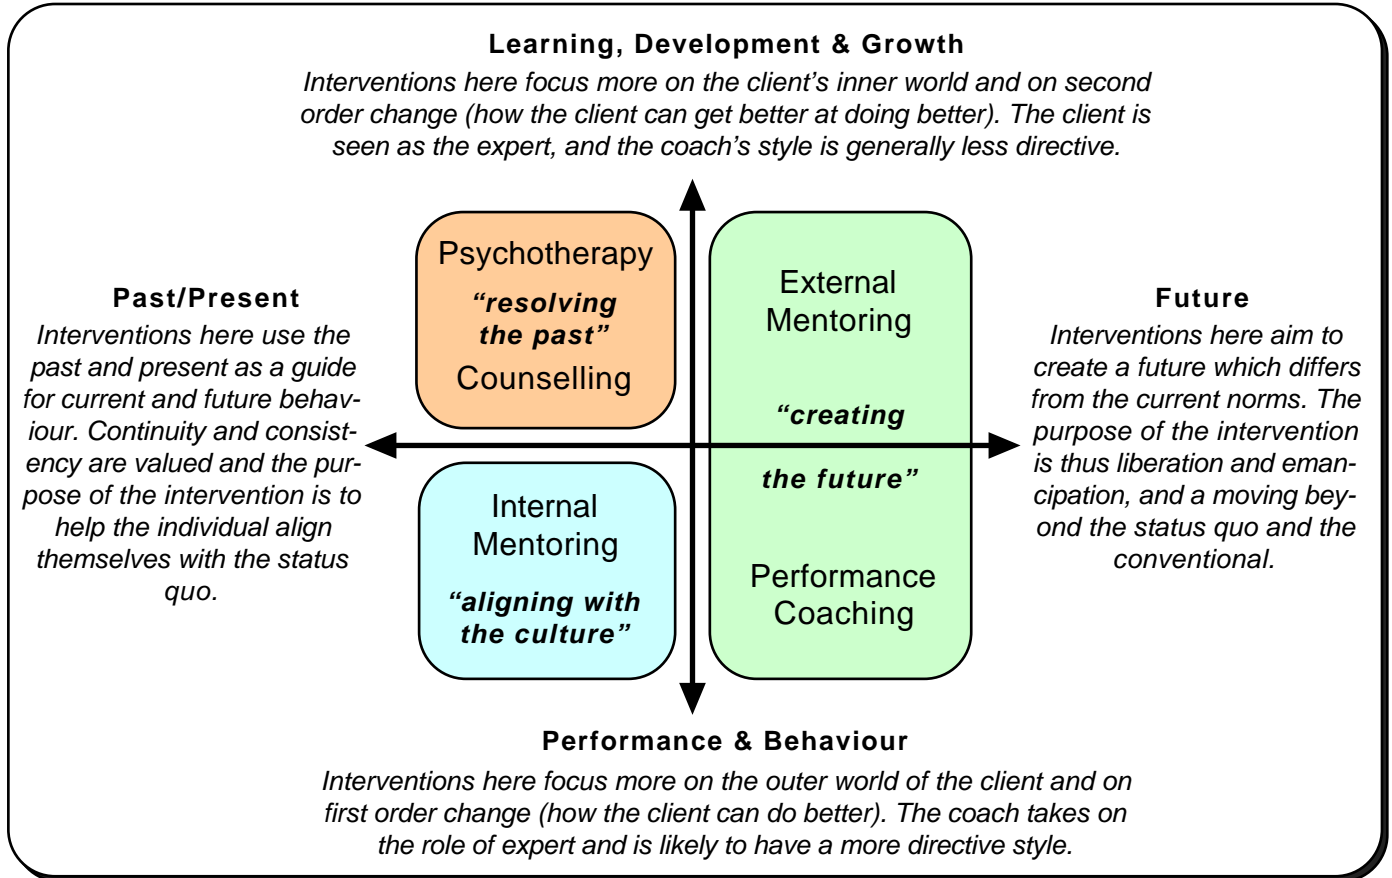 Learning, Development & Growth
Interventions here focus more on the client’s inner world and on second
order change (how the client can get better at doing better). The client is
seen as the expert, and the coach’s style is generally less directive.
Past/Present
Interventions here use the
past and present as a guide
for current and future behav-
iour. Continuity and consist-
ency are valued and the pur-
pose of the intervention is to
help the individual align
themselves with the status
quo.
Psychotherapy
“resolving
the past”
Counselling
Internal
Mentoring
“aligning with
the culture”
External
Mentoring
“creating
the future”
Performance
Coaching
Future
Interventions here aim to
create a future which differs
from the current norms. The
purpose of the intervention
is thus liberation and eman-
cipation, and a moving bey-
ond the status quo and the
conventional.
Performance & Behaviour
Interventions here focus more on the outer world of the client and on
first order change (how the client can do better). The coach takes on
the role of expert and is likely to have a more directive style.